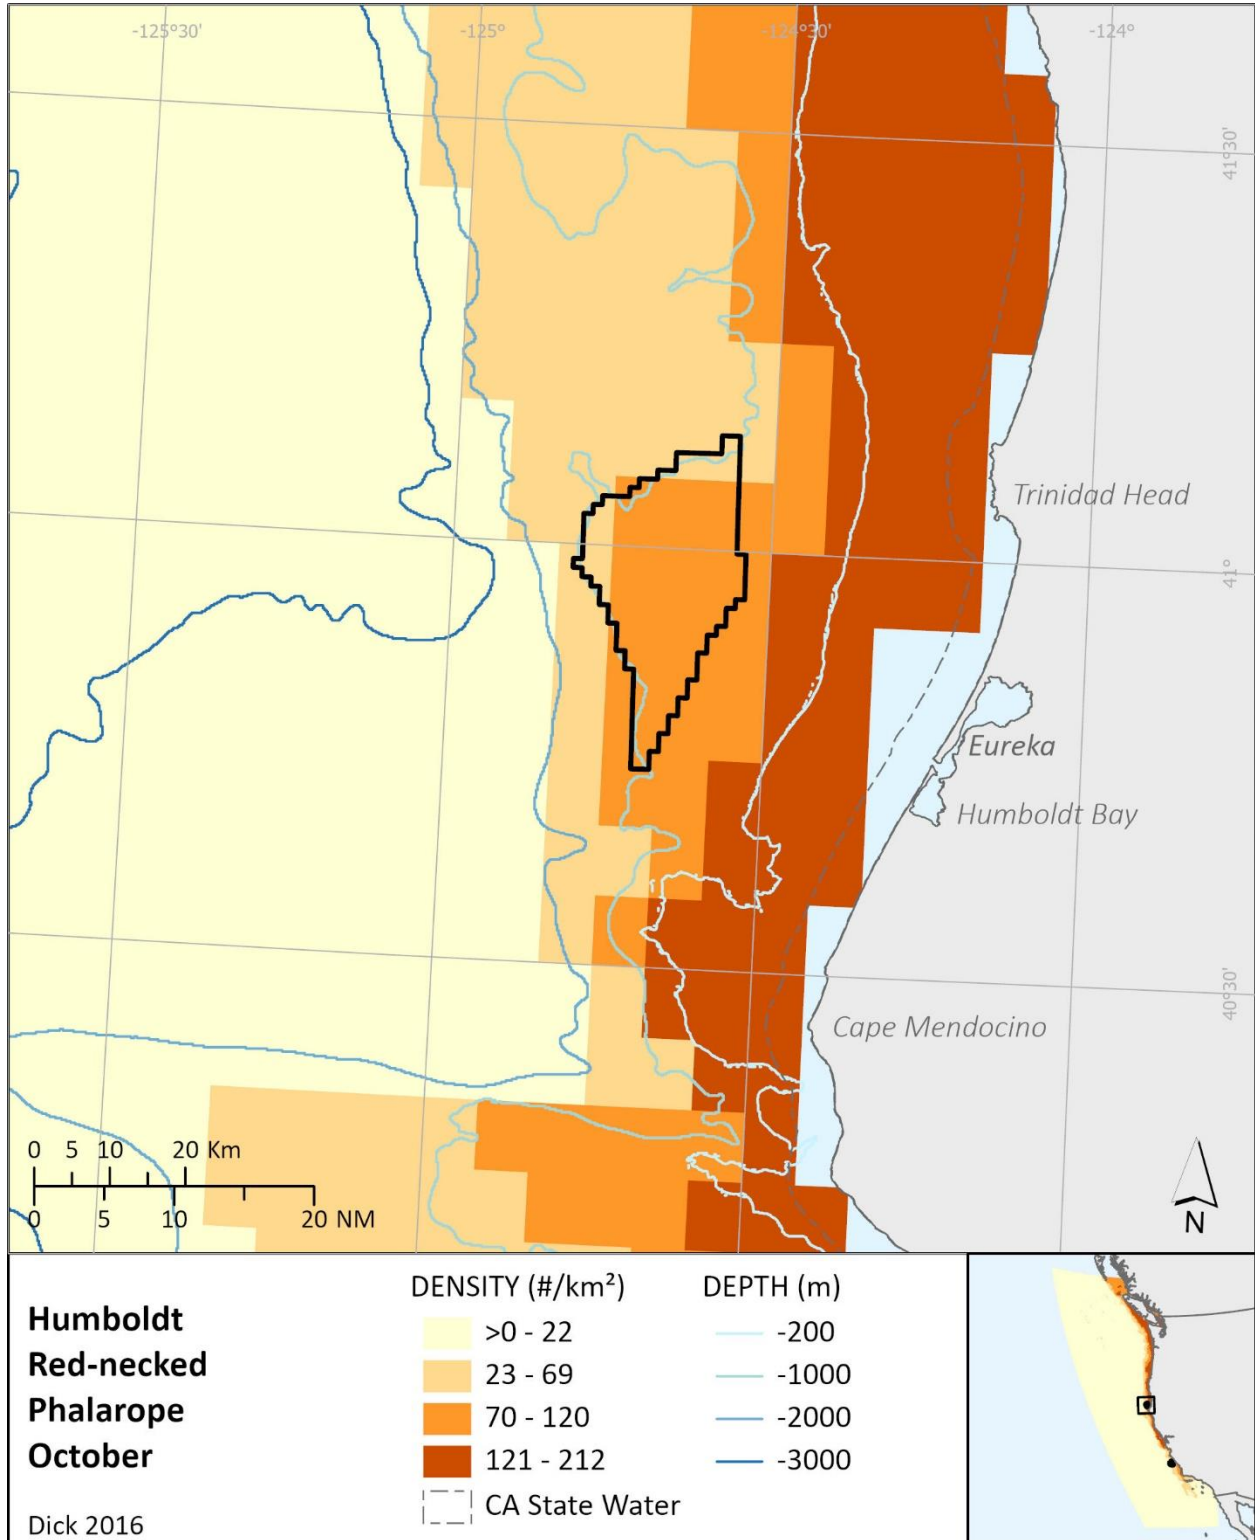 -125°30'
-125°
-124°30'
-124°
41°30'
Trinidad Head
41°
Eureka
Humboldt Bay
40°30'
Cape Mendocino
0 5 10 20 Km
0 5 10 20 NM
N
Humboldt
Red-necked
Phalarope
October
Dick 2016
DENSITY (#/km²)
>0 - 22
23 - 69
70 - 120
121 - 212
CA State Water
DEPTH (m)
-200
-1000
-2000
-3000